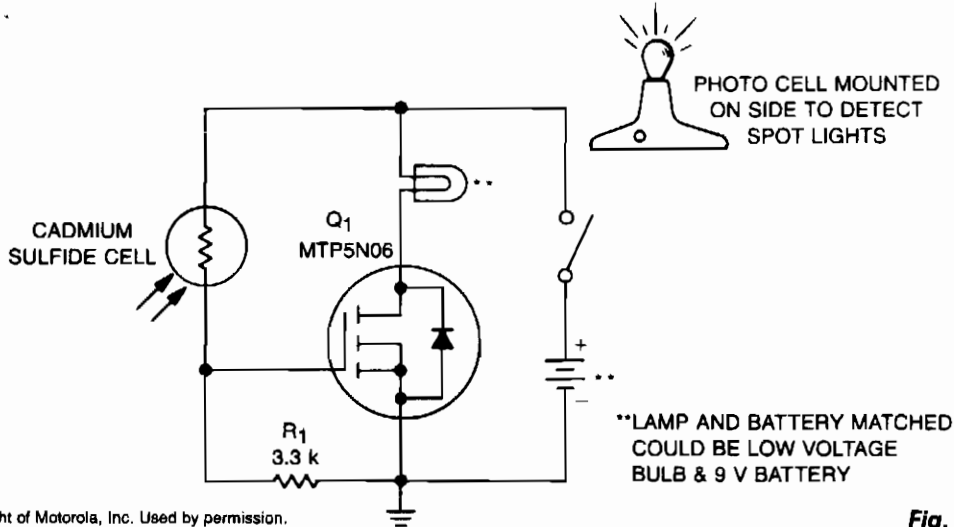 PHOTO CELL MOUNTED
ON SIDE TO DETECT
SPOT LIGHTS
**
Q1
MTP5N06
CADMIUM
SULFIDE CELL
+
**
−
R1
3.3 k
**LAMP AND BATTERY MATCHED
COULD BE LOW VOLTAGE
BULB & 9 V BATTERY
ht of Motorola, Inc. Used by permission.
Fig.